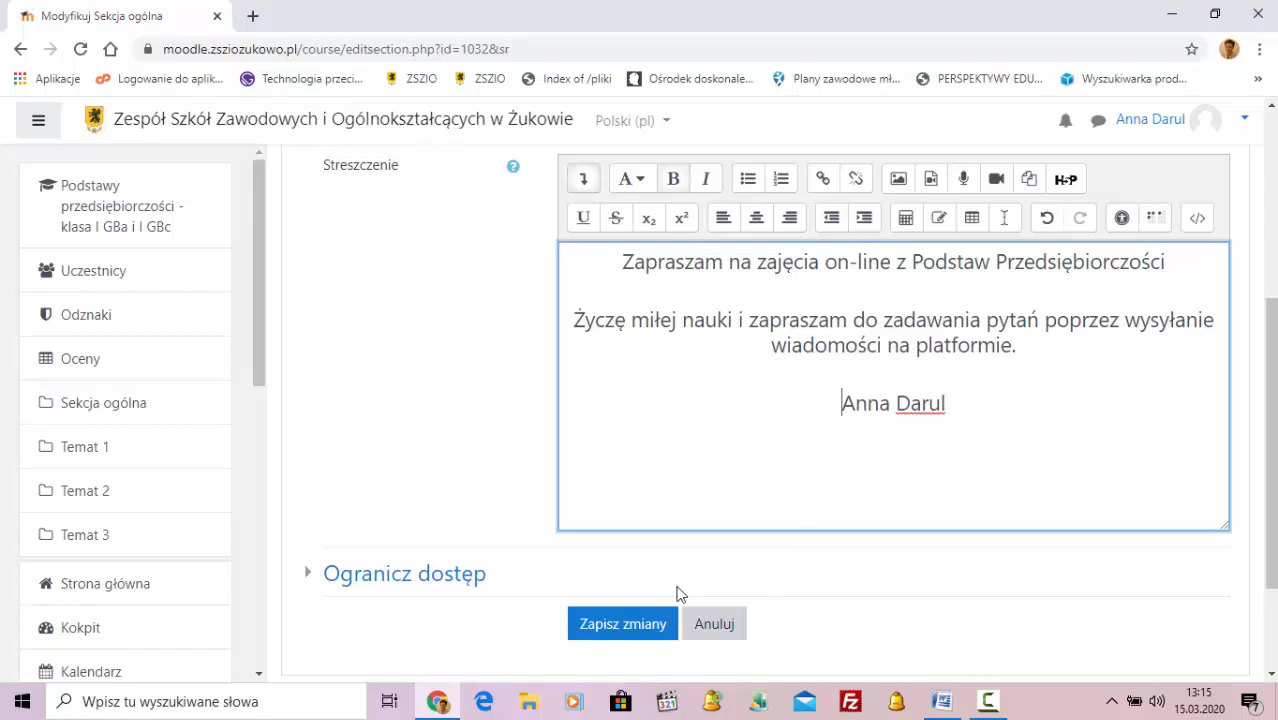 Modyfikuj Sekcja ogólna
moodle.zsziozukowo.pl/course/editsection.php?id=1032&sr
Aplikacje Logowanie do aplik... Technologia przeci... ZSZIO ZSZIO Index of /pliki Ośrodek doskonale... Plany zawodowe mł... PERSPEKTYWY EDU... Wyszukiwarka prod... »
Zespół Szkół Zawodowych i Ogólnokształcących w Żukowie Polski (pl) Anna Darul
Podstawy
przedsiębiorczości -
klasa I GBa i I GBc
Uczestnicy
Odznaki
Oceny
Sekcja ogólna
Temat 1
Temat 2
Temat 3
Strona główna
Kokpit
Kalendarz
Streszczenie
A B I H-P
U S x₂ x² </>
Zapraszam na zajęcia on-line z Podstaw Przedsiębiorczości
Życzę miłej nauki i zapraszam do zadawania pytań poprzez wysyłanie
wiadomości na platformie.
Anna Darul
Ogranicz dostęp
Zapisz zmiany Anuluj
Wpisz tu wyszukiwane słowa
321
13:15
15.03.2020
7